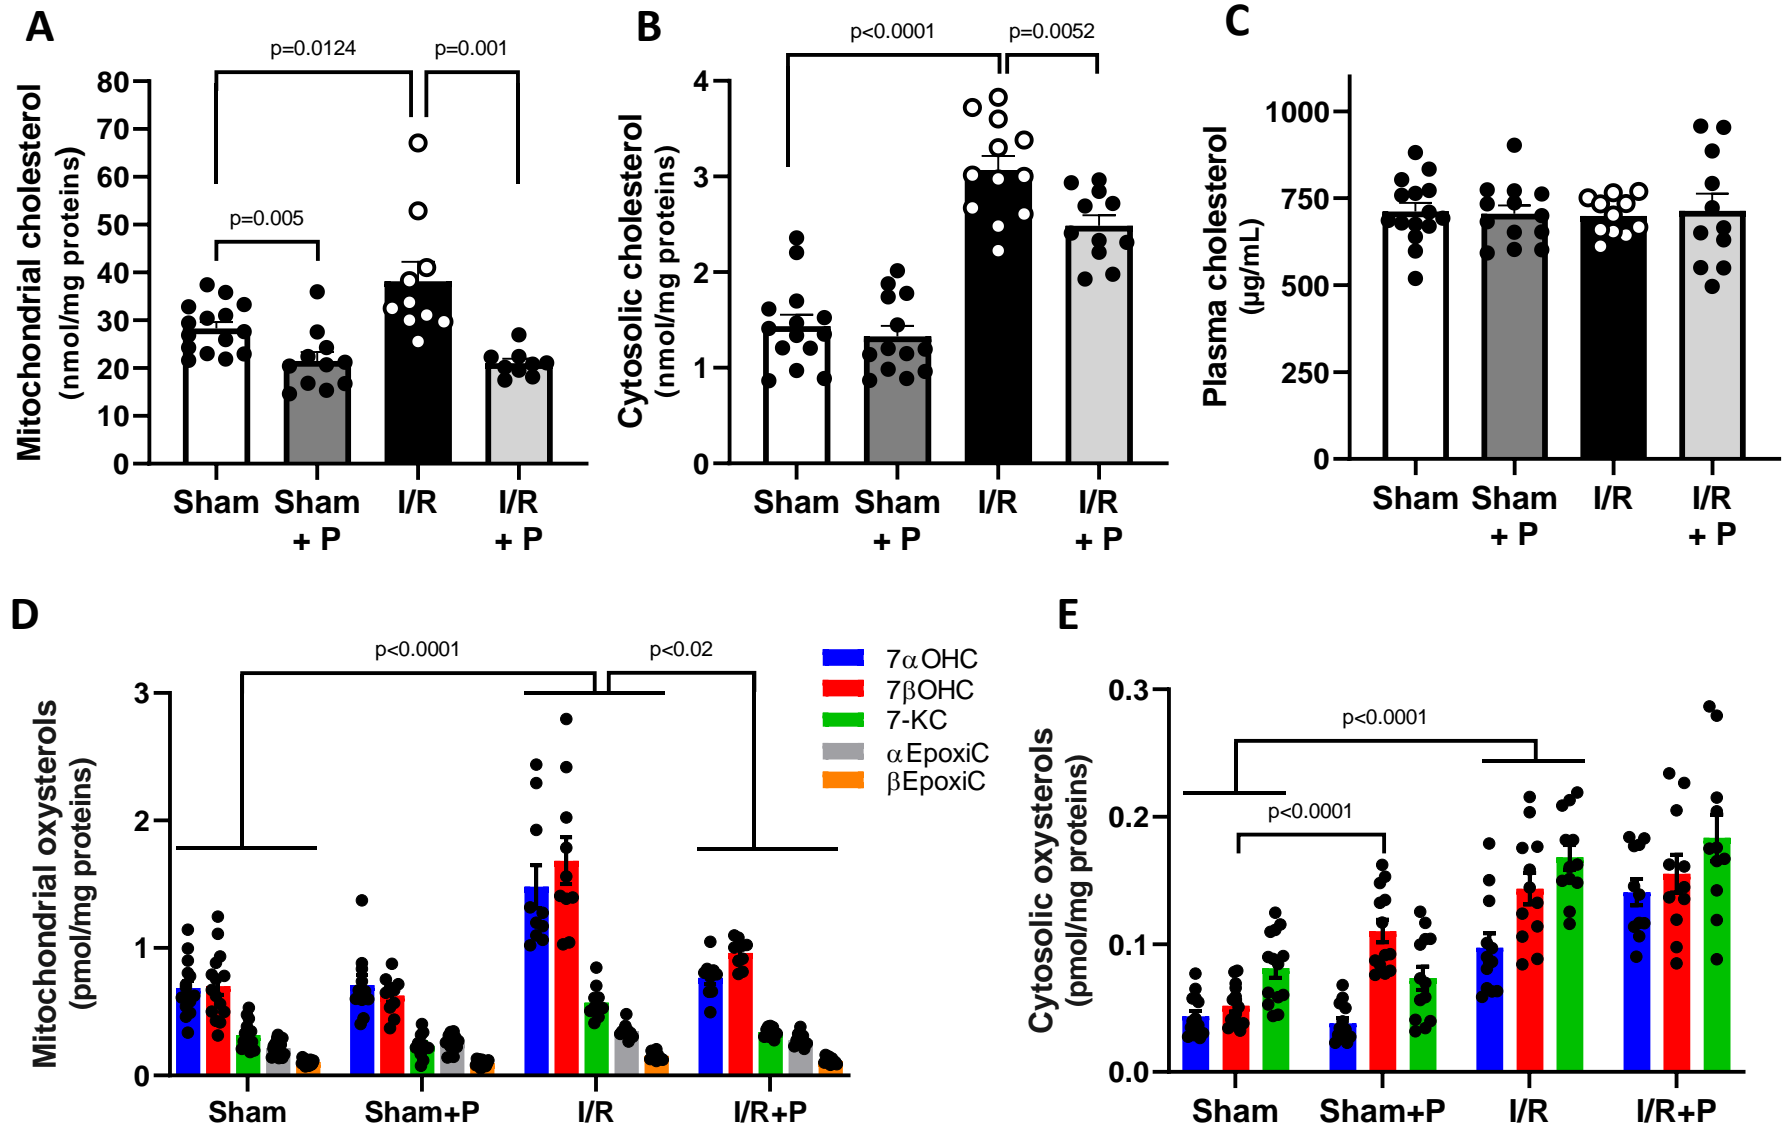 A
p=0.0124
p=0.001
p=0.005
Mitochondrial cholesterol
(nmol/mg proteins)
80
70
60
50
40
30
20
10
0
Sham
Sham
+ P
I/R
I/R
+ P
B
p<0.0001
p=0.0052
Cytosolic cholesterol
(nmol/mg proteins)
4
3
2
1
0
Sham
Sham
+ P
I/R
I/R
+ P
C
Plasma cholesterol
(µg/mL)
1000
750
500
250
0
Sham
Sham
+ P
I/R
I/R
+ P
D
p<0.0001
p<0.02
Mitochondrial oxysterols
(pmol/mg proteins)
3
2
1
0
Sham
Sham+P
I/R
I/R+P
7αOHC
7βOHC
7-KC
αEpoxiC
βEpoxiC
E
p<0.0001
p<0.0001
Cytosolic oxysterols
(pmol/mg proteins)
0.3
0.2
0.1
0.0
Sham
Sham+P
I/R
I/R+P